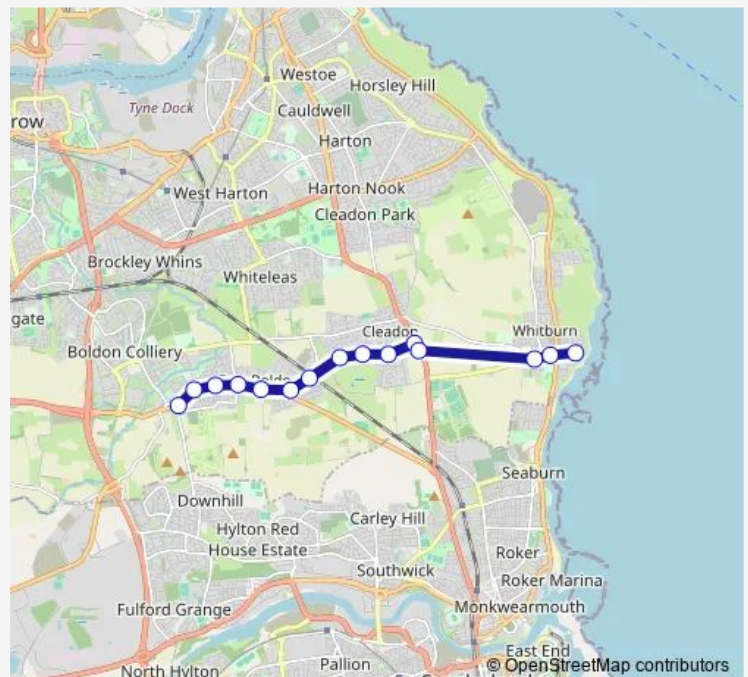 Westoe
Horsley Hill
Cauldwell
Tyne Dock
row
Harton
West Harton
Harton Nook
Cleadon Park
Brockley Whins
Whiteleas
gate
Cleadon
Whitburn
Boldon Colliery
Seaburn
Downhill
Carley Hill
Hylton Red
House Estate
Roker
Southwick
Roker Marina
Fulford Grange
Monkwearmouth
East End
North Hylton
Pallion
© OpenStreetMap contributors